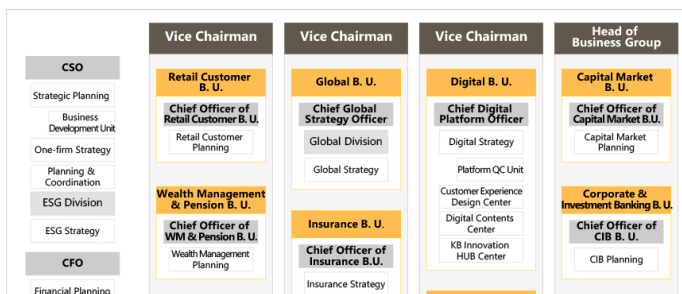 CSO
Strategic Planning
Business
Development Unit
One-firm Strategy
Planning &
Coordination
ESG Division
ESG Strategy
CFO
Financial Planning
Vice Chairman
Retail Customer
B. U.
Chief Officer of
Retail Customer B. U.
Retail Customer
Planning
Wealth Management
& Pension B. U.
Chief Officer of
WM & Pension B. U.
Wealth Management
Planning
Vice Chairman
Global B. U.
Chief Global
Strategy Officer
Global Division
Global Strategy
Insurance B. U.
Chief Officer of
Insurance B.U.
Insurance Strategy
Vice Chairman
Digital B. U.
Chief Digital
Platform Officer
Digital Strategy
Platform QC Unit
Customer Experience
Design Center
Digital Contents
Center
KB Innovation
HUB Center
Head of
Business Group
Capital Market
B. U.
Chief Officer of
Capital Market B.U.
Capital Market
Planning
Corporate &
Investment Banking B. U.
Chief Officer of
CIB B. U.
CIB Planning